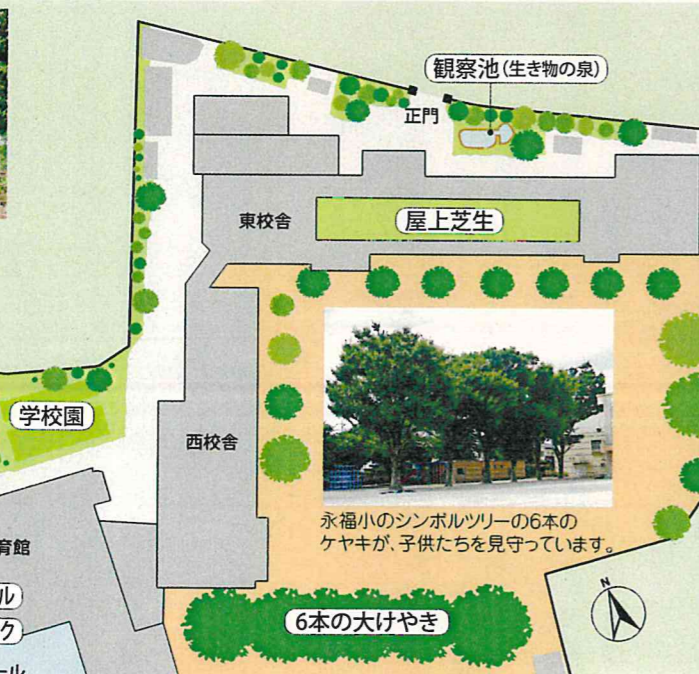 観察池(生き物の泉)
正門
東校舎
屋上芝生
学校園
西校舎
永福小のシンボルツリーの6本の
ケヤキが、子供たちを見守っています。
育館
N
ル
6本の大けやき
ク
ール